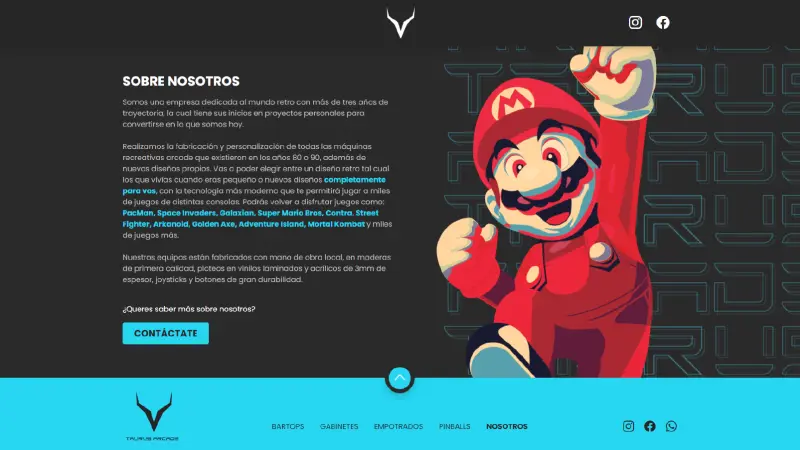 SOBRE NOSOTROS
Somos una empresa dedicada al mundo retro con más de tres años de
trayectoria, la cual tiene sus inicios en proyectos personales para
convertirse en lo que somos hoy.
Realizamos la fabricación y personalización de todas las máquinas
recreativas arcade que existieron en los años 80 o 90, además de
nuevos diseños propios. Vas a poder elegir entre un diseño retro tal cual
los que vivías cuando eras pequeño o nuevos diseños completamente
para vos, con la tecnología más moderna que te permitirá jugar a miles
de juegos de distintas consolas. Podrás volver a disfrutar juegos como:
PacMan, Space Invaders, Galaxian, Super Mario Bros, Contra. Street
Fighter, Arkanoid, Golden Axe, Adventure Island, Mortal Kombat y miles
de juegos más.
Nuestros equipos están fabricados con mano de obra local, en maderas
de primera calidad, ploteos en vinilos laminados y acrílicos de 3mm de
espesor, joysticks y botones de gran durabilidad.
¿Queres saber más sobre nosotros?
CONTÁCTATE
M
TAURUS ARCADE
BARTOPS GABINETES EMPOTRADOS PINBALLS NOSOTROS